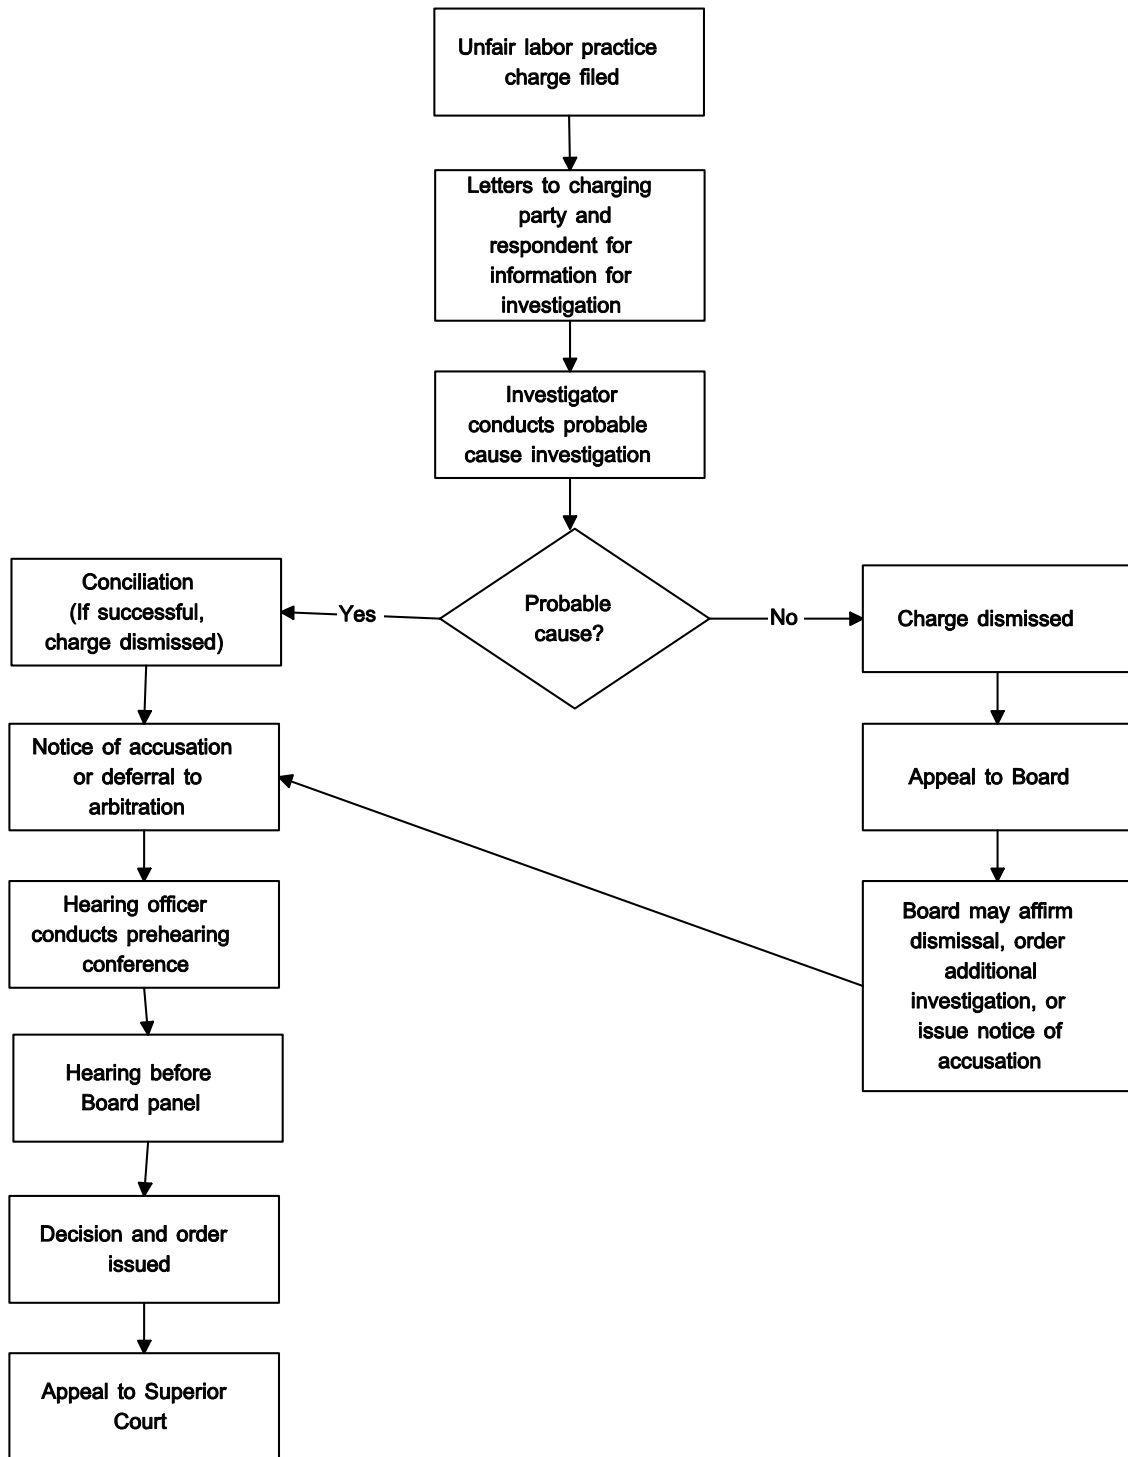 Unfair labor practice
charge filed
Letters to charging
party and
respondent for
information for
investigation
Investigator
conducts probable
cause investigation
Probable
cause?
Yes
No
Conciliation
(If successful,
charge dismissed)
Charge dismissed
Notice of accusation
or deferral to
arbitration
Appeal to Board
Hearing officer
conducts prehearing
conference
Board may affirm
dismissal, order
additional
investigation, or
issue notice of
accusation
Hearing before
Board panel
Decision and order
issued
Appeal to Superior
Court